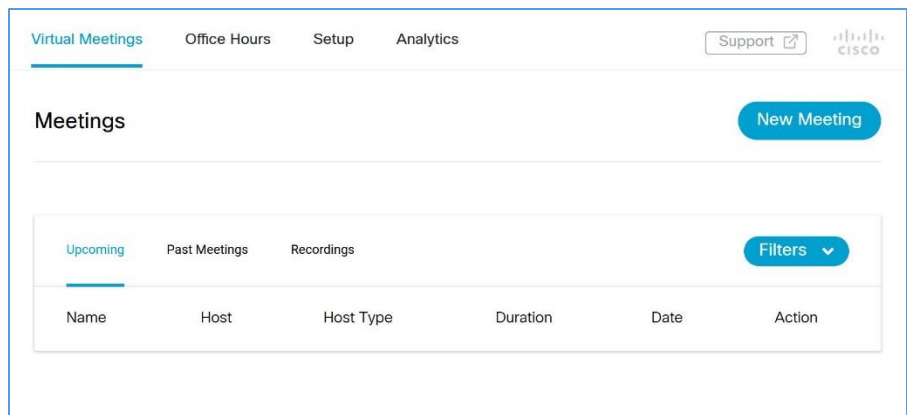 Virtual Meetings Office Hours Setup Analytics Support CISCO
Meetings New Meeting
Upcoming Past Meetings Recordings Filters
Name Host Host Type Duration Date Action